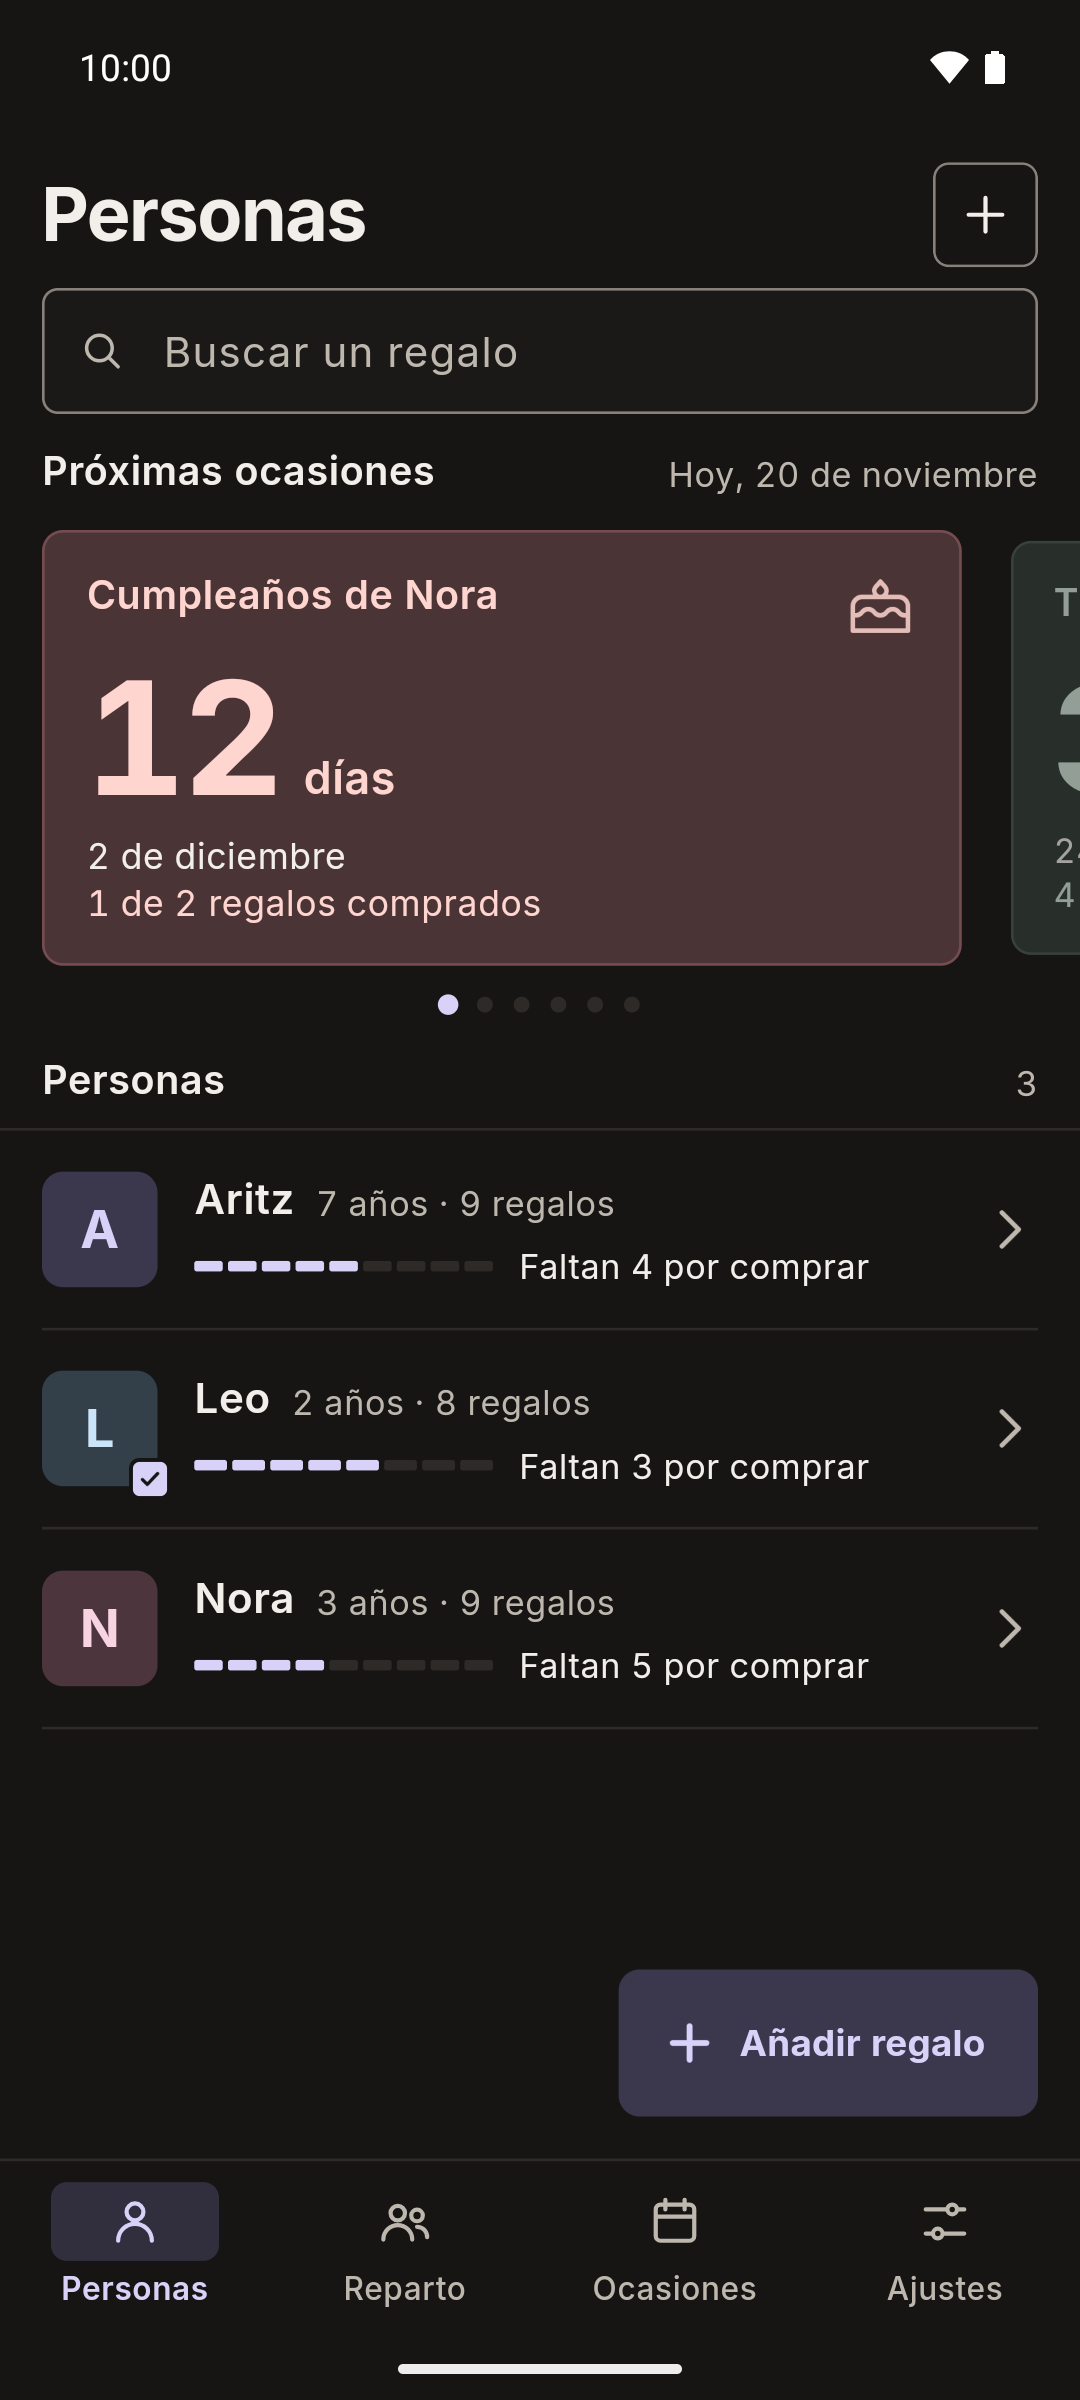 10:00
Personas
Buscar un regalo
Próximas ocasiones
Hoy, 20 de noviembre
Cumpleaños de Nora
12 días
2 de diciembre
1 de 2 regalos comprados
4
Personas
3
A
Aritz 7 años · 9 regalos
Faltan 4 por comprar
L
Leo 2 años · 8 regalos
Faltan 3 por comprar
N
Nora 3 años · 9 regalos
Faltan 5 por comprar
Añadir regalo
Personas
Reparto
Ocasiones
Ajustes